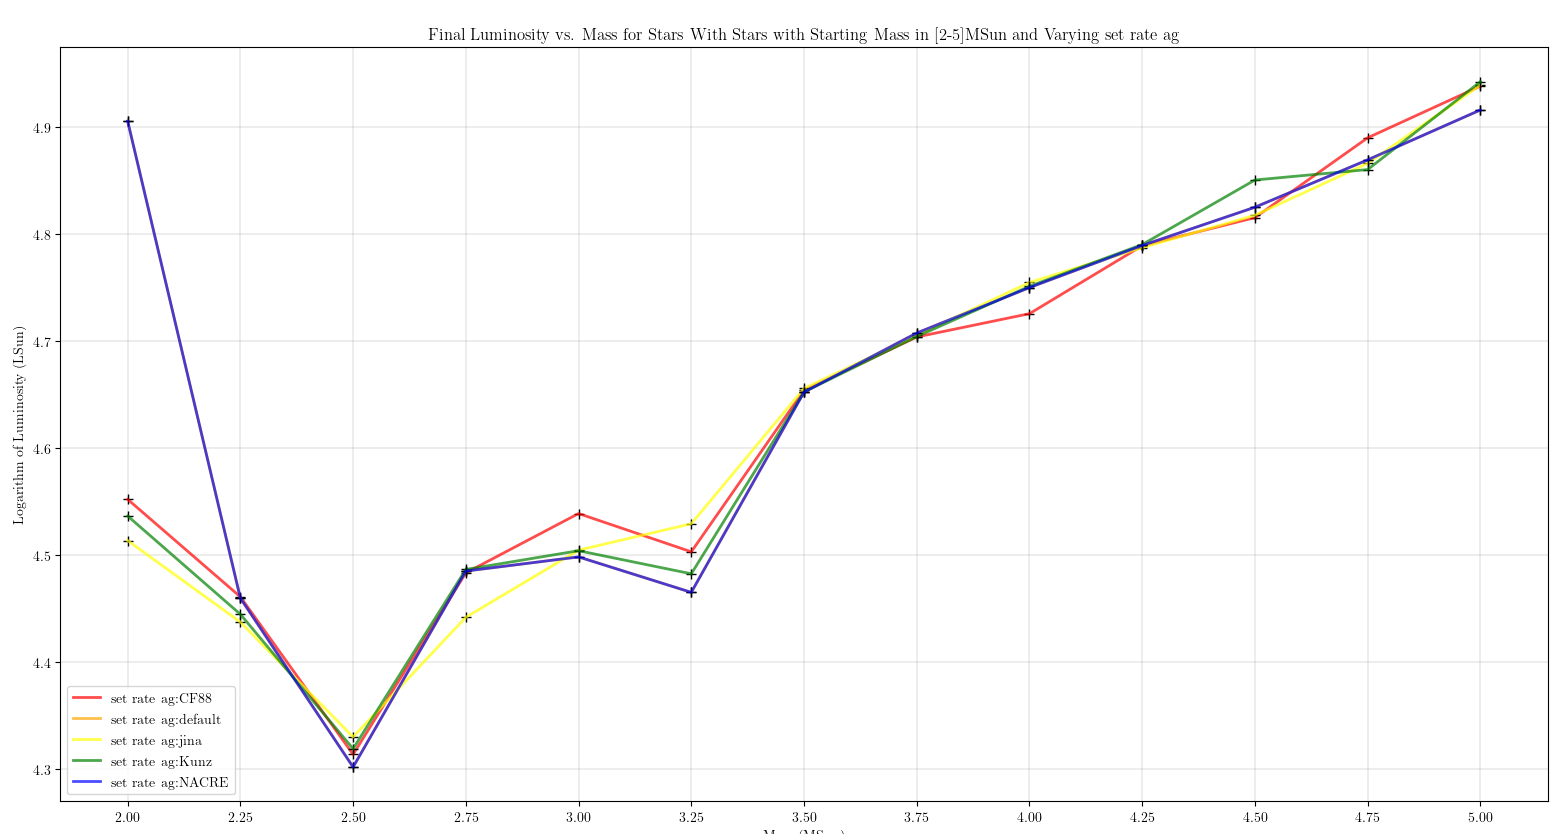 Final Luminosity vs. Mass for Stars With Stars with Starting Mass in [2-5]MSun and Varying set rate ag
Logarithm of Luminosity (LSun)
4.9
4.8
4.7
4.6
4.5
4.4
4.3
set rate ag:CF88
set rate ag:default
set rate ag:jina
set rate ag:Kunz
set rate ag:NACRE
2.00 2.25 2.50 2.75 3.00 3.25 3.50 3.75 4.00 4.25 4.50 4.75 5.00
Mass (MSun)